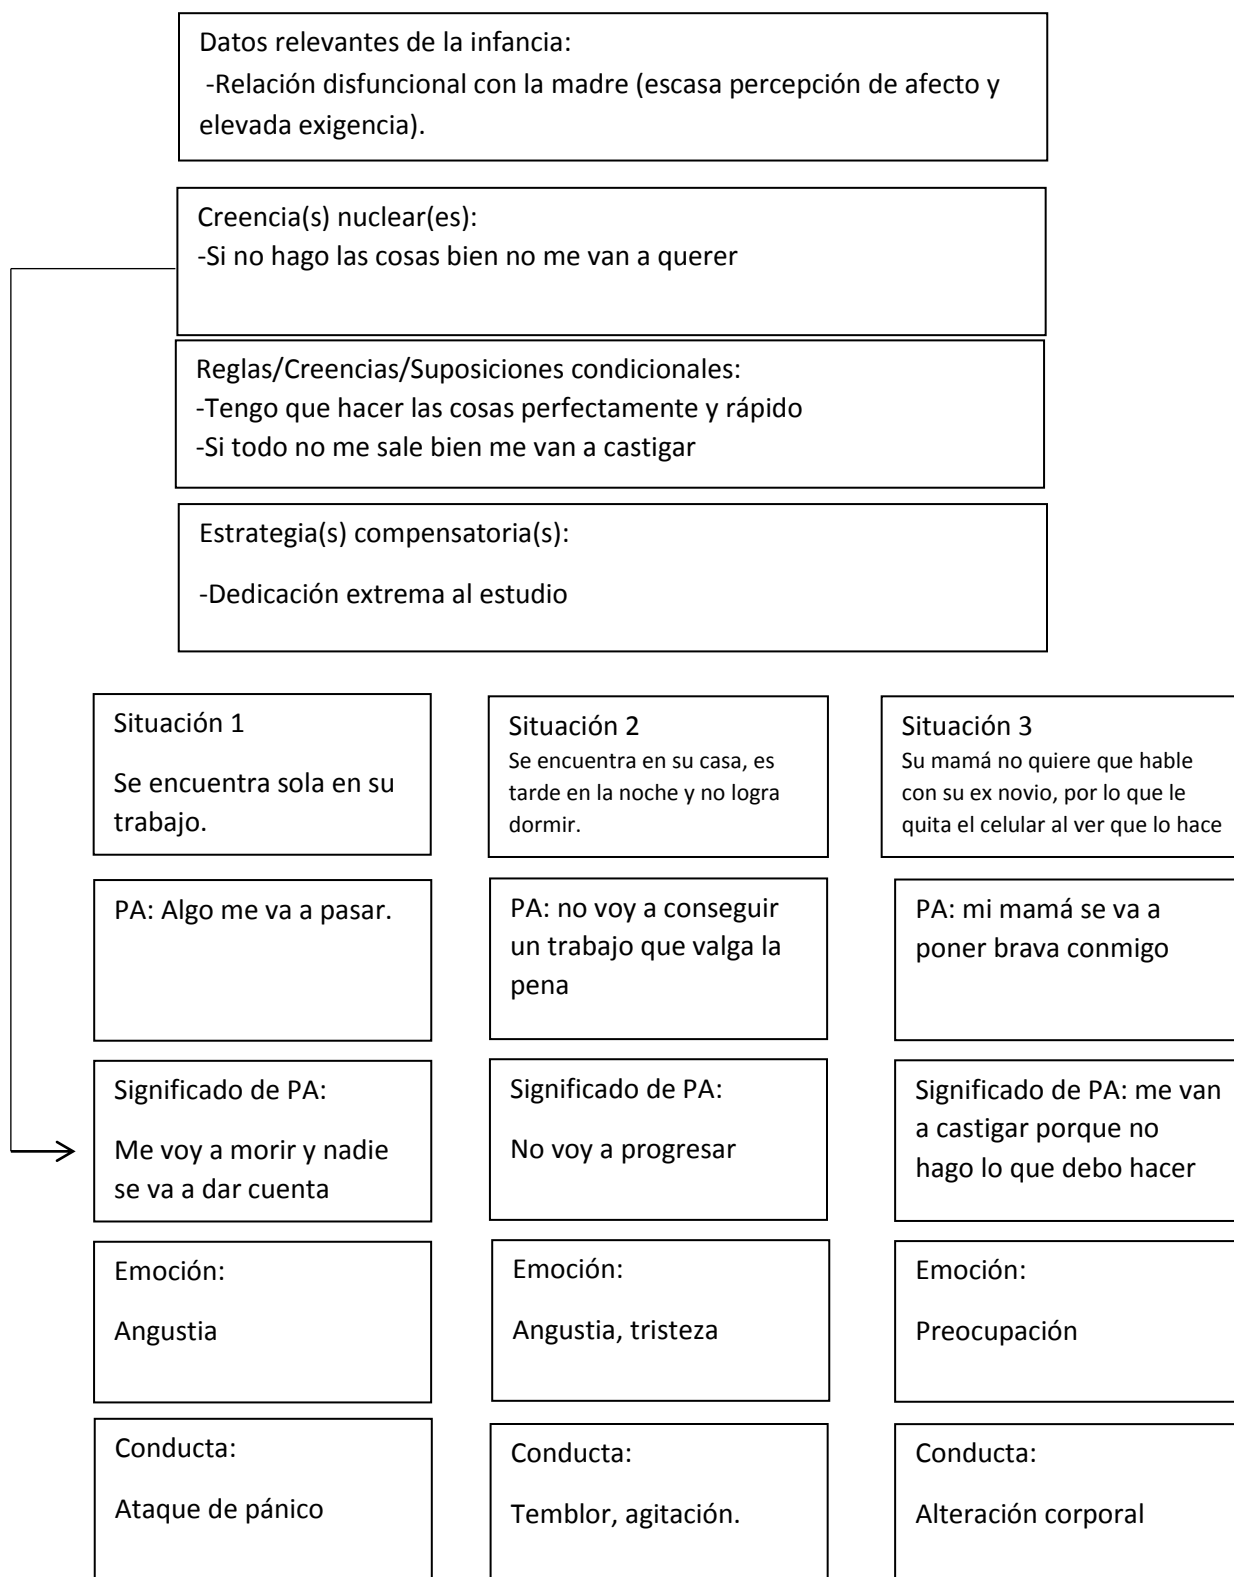 Datos relevantes de la infancia:
-Relación disfuncional con la madre (escasa percepción de afecto y
elevada exigencia).
Creencia(s) nuclear(es):
-Si no hago las cosas bien no me van a querer
Reglas/Creencias/Suposiciones condicionales:
-Tengo que hacer las cosas perfectamente y rápido
-Si todo no me sale bien me van a castigar
Estrategia(s) compensatoria(s):
-Dedicación extrema al estudio
Situación 1
Se encuentra sola en su
trabajo.
Situación 2
Se encuentra en su casa, es
tarde en la noche y no logra
dormir.
Situación 3
Su mamá no quiere que hable
con su ex novio, por lo que le
quita el celular al ver que lo hace
PA: Algo me va a pasar.
PA: no voy a conseguir
un trabajo que valga la
pena
PA: mi mamá se va a
poner brava conmigo
Significado de PA:
Me voy a morir y nadie
se va a dar cuenta
Significado de PA:
No voy a progresar
Significado de PA: me van
a castigar porque no
hago lo que debo hacer
Emoción:
Angustia
Emoción:
Angustia, tristeza
Emoción:
Preocupación
Conducta:
Ataque de pánico
Conducta:
Temblor, agitación.
Conducta:
Alteración corporal